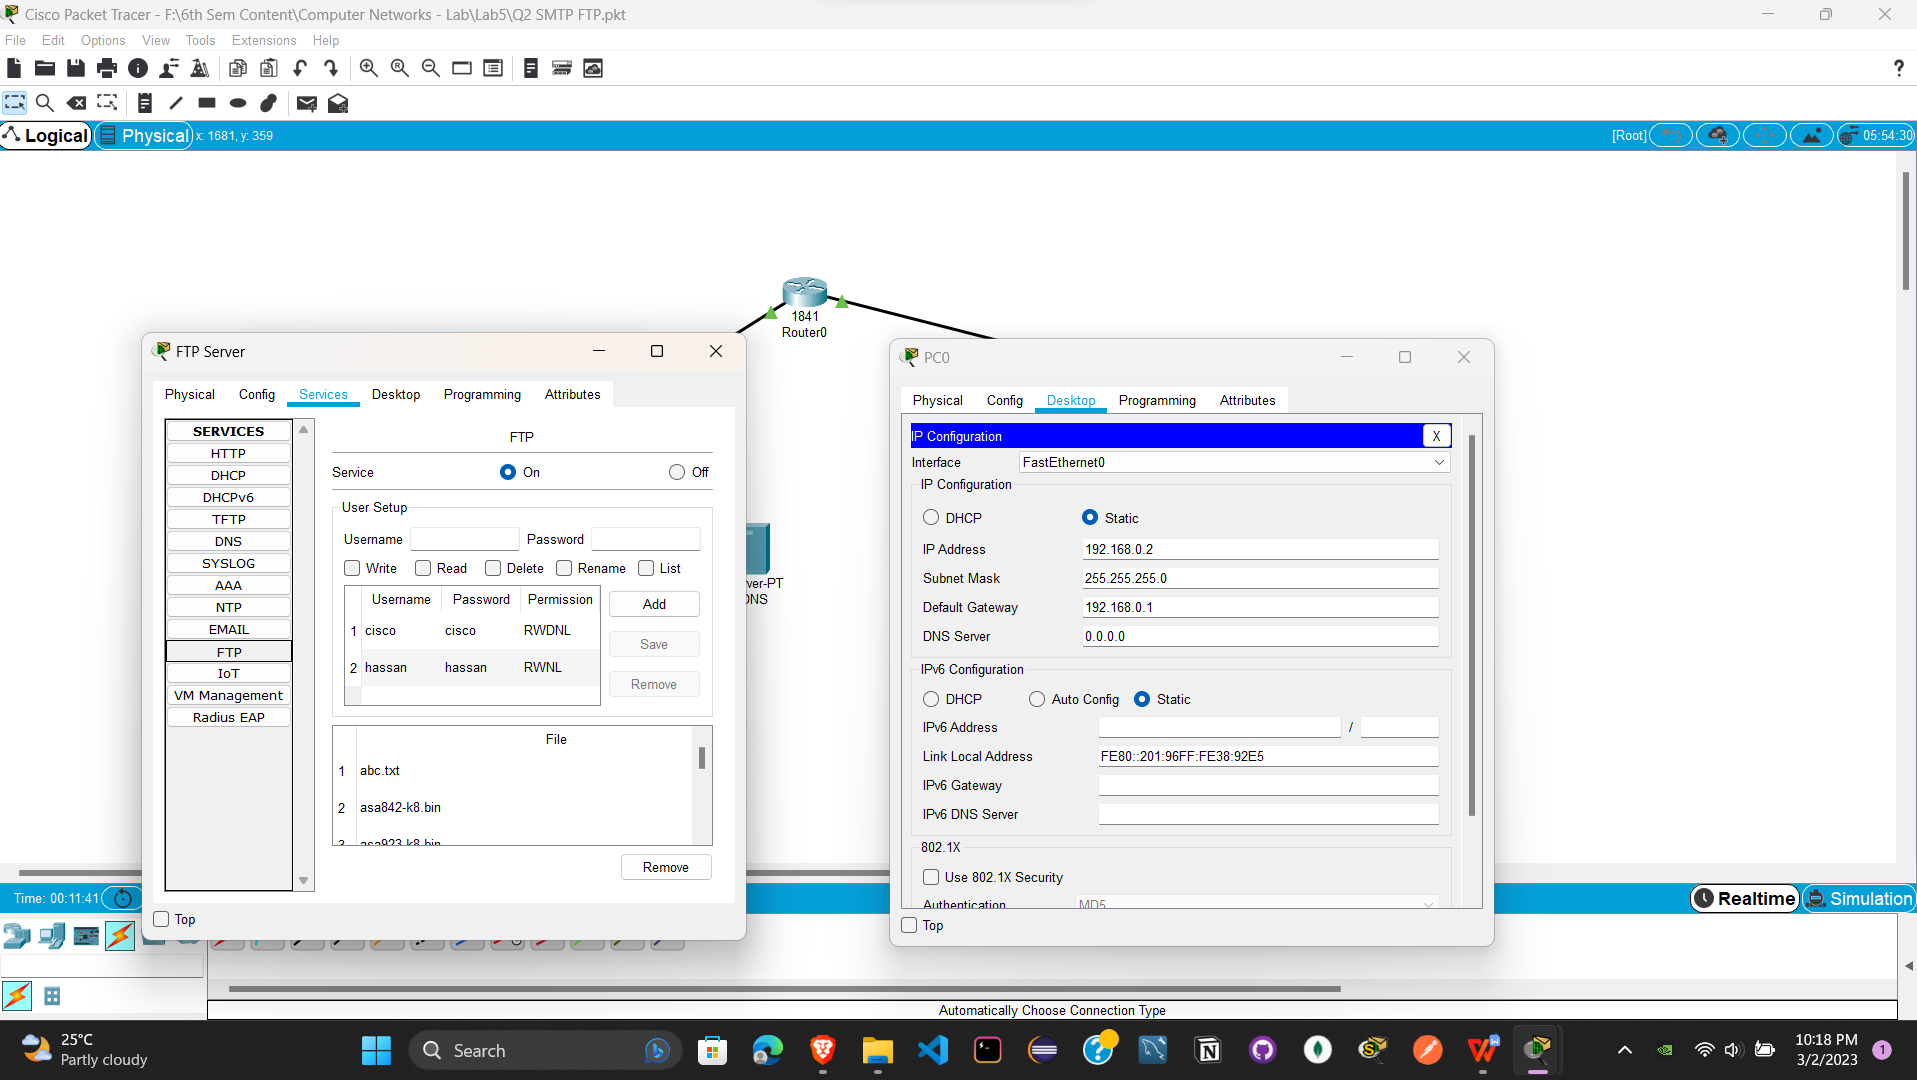 Cisco Packet Tracer - F:\6th Sem Content\Computer Networks - Lab\Lab5\Q2 SMTP FTP.pkt
File Edit Options View Tools Extensions Help
Logical Physical x: 1681, y: 359 [Root] 05:54:30
1841
Router0
FTP Server
Physical Config Services Desktop Programming Attributes
SERVICES
HTTP
DHCP
DHCPv6
TFTP
DNS
SYSLOG
AAA
NTP
EMAIL
FTP
IoT
VM Management
Radius EAP
FTP
Service On Off
User Setup
Username Password
Write Read Delete Rename List
Username Password Permission
1 cisco cisco RWDNL
2 hassan hassan RWNL
Add
Save
Remove
File
1 abc.txt
2 asa842-k8.bin
3 asa923-k8.bin
Remove
Top
ver-PT
DNS
PC0
Physical Config Desktop Programming Attributes
IP Configuration X
Interface FastEthernet0
IP Configuration
DHCP Static
IP Address 192.168.0.2
Subnet Mask 255.255.255.0
Default Gateway 192.168.0.1
DNS Server 0.0.0.0
IPv6 Configuration
DHCP Auto Config Static
IPv6 Address /
Link Local Address FE80::201:96FF:FE38:92E5
IPv6 Gateway
IPv6 DNS Server
802.1X
Use 802.1X Security
Authentication MD5
Top
Time: 00:11:41 Realtime Simulation
Automatically Choose Connection Type
25°C
Partly cloudy
Search
10:18 PM
3/2/2023
1